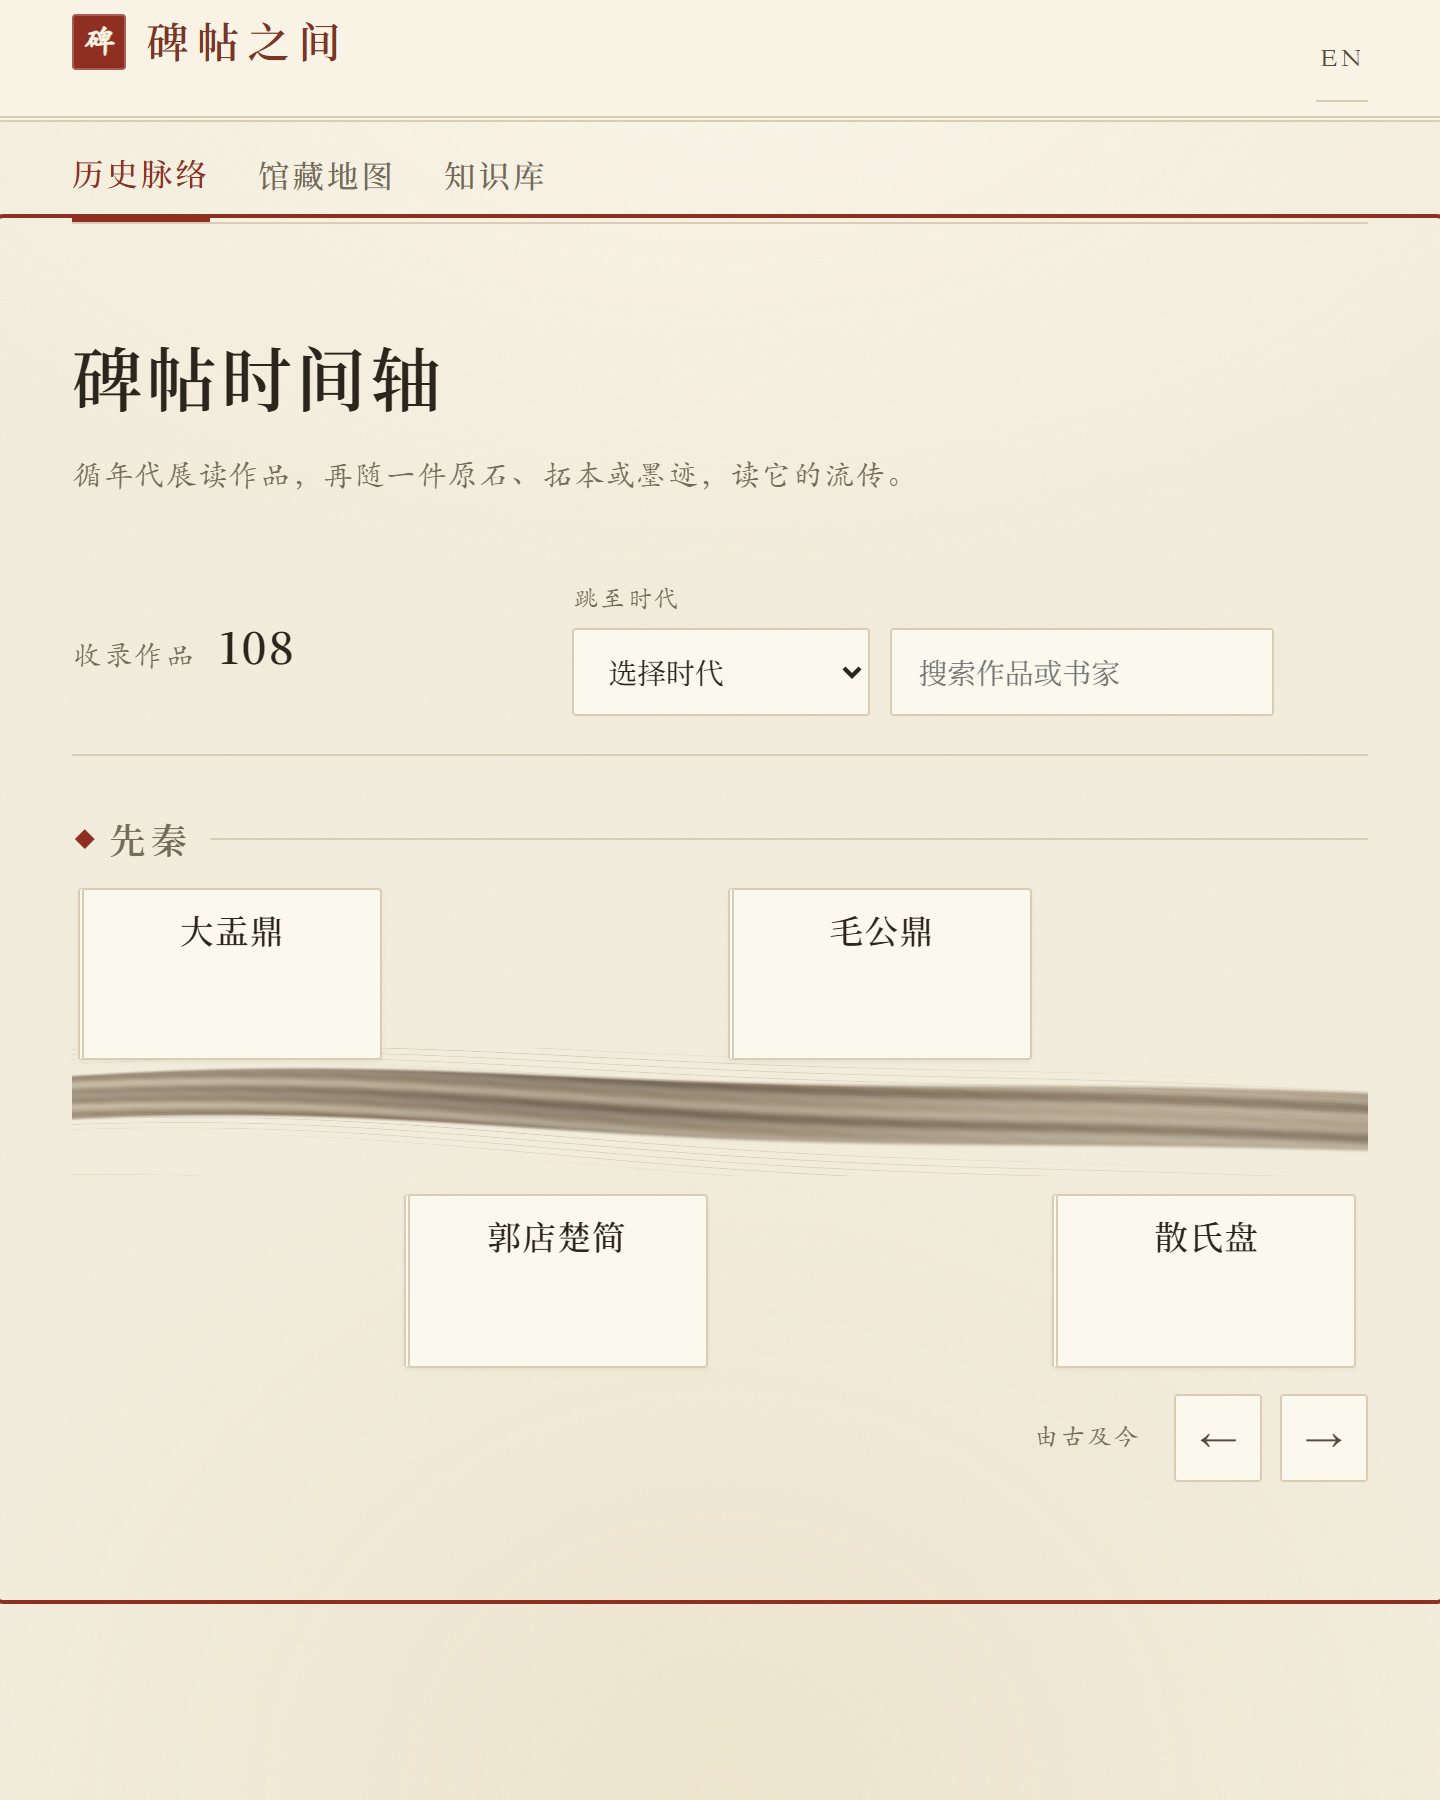 碑 碑帖之间
EN
历史脉络 馆藏地图 知识库
碑帖时间轴
循年代展读作品，再随一件原石、拓本或墨迹，读它的流传。
跳至时代
收录作品 108 选择时代 搜索作品或书家
先秦
大盂鼎 毛公鼎
郭店楚简 散氏盘
由古及今 ← →